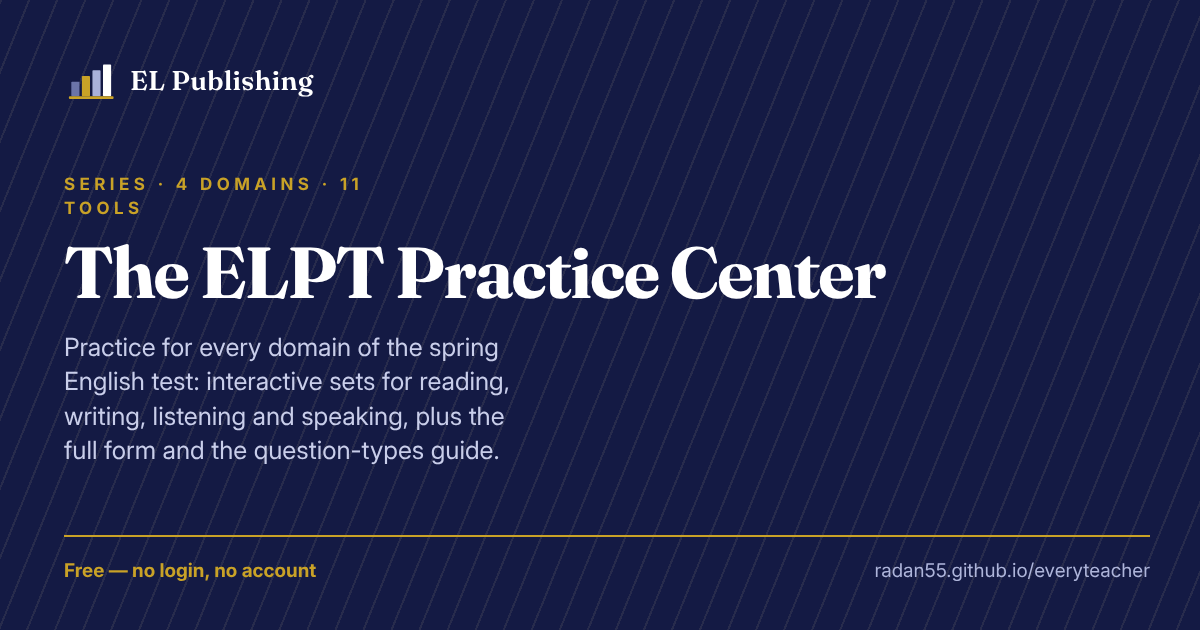 EL Publishing
SERIES · 4 DOMAINS · 11
TOOLS
The ELPT Practice Center
Practice for every domain of the spring
English test: interactive sets for reading,
writing, listening and speaking, plus the
full form and the question-types guide.
Free — no login, no account
radan55.github.io/everyteacher